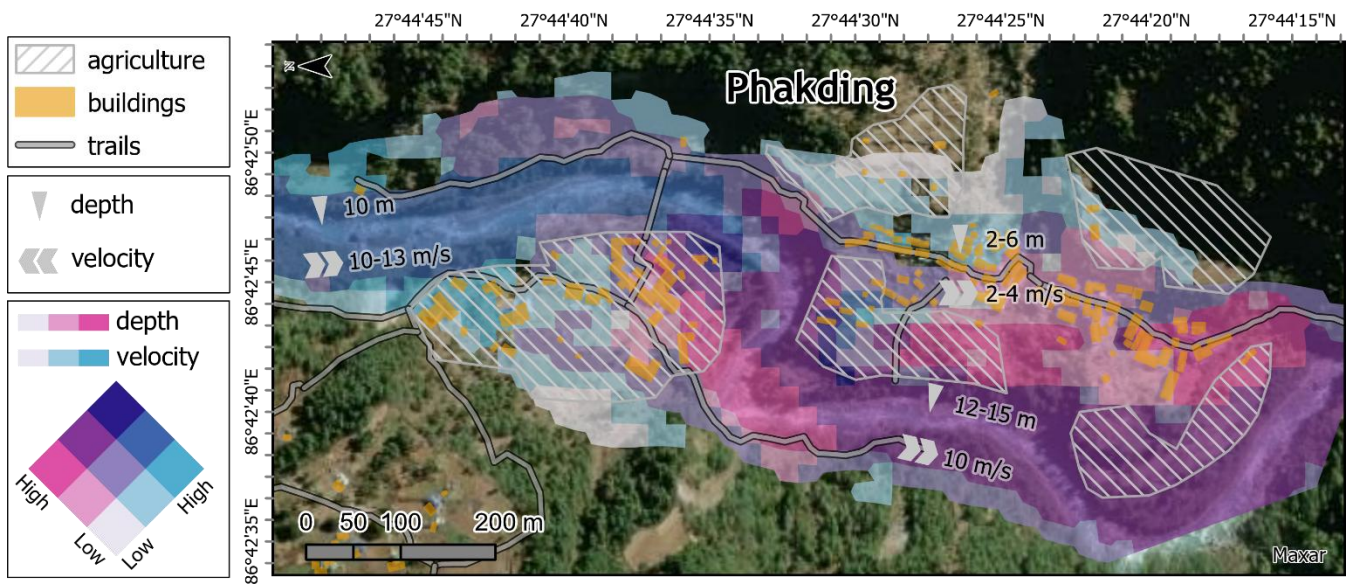 27°44'45"N 27°44'40"N 27°44'35"N 27°44'30"N 27°44'25"N 27°44'20"N 27°44'15"N
agriculture
buildings
trails
depth
velocity
depth
velocity
High
Low
Low
High
86°42'50"E
86°42'45"E
86°42'40"E
86°42'35"E
N
Phakding
10 m
10-13 m/s
2-6 m
2-4 m/s
12-15 m
10 m/s
0 50 100 200 m
Maxar